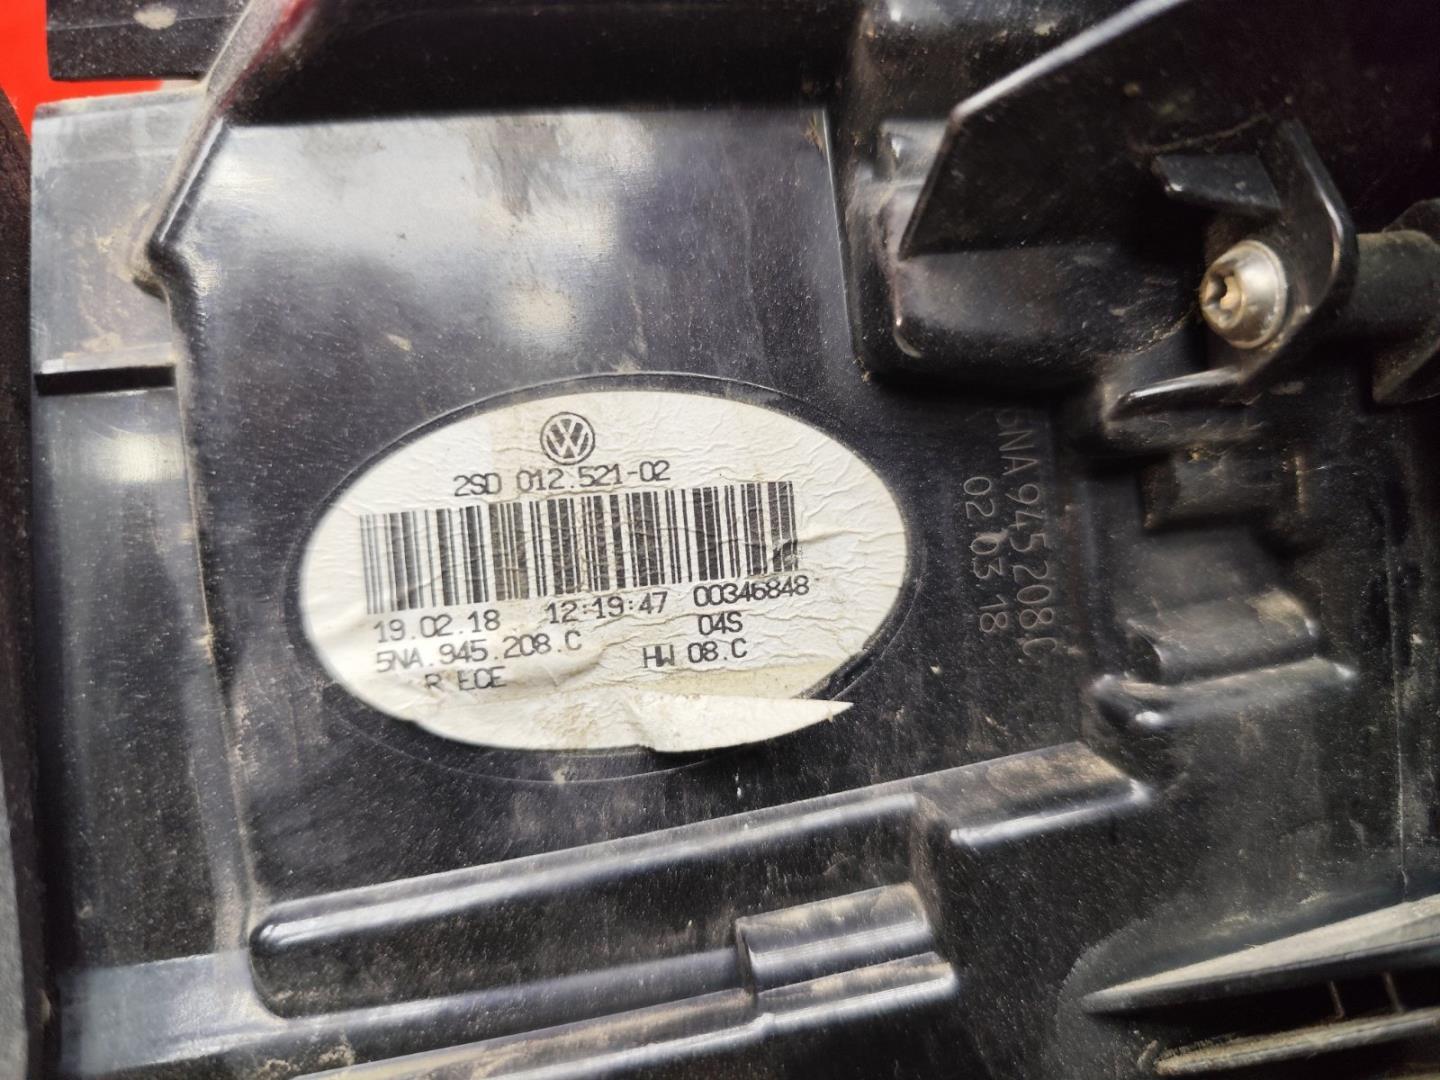 2SD 012.521-02
19.02.18 12:19:47 00346848
5NA.945.208.C 04S
R ECE HW 08.C
5NA 945 208.C
02.03 18